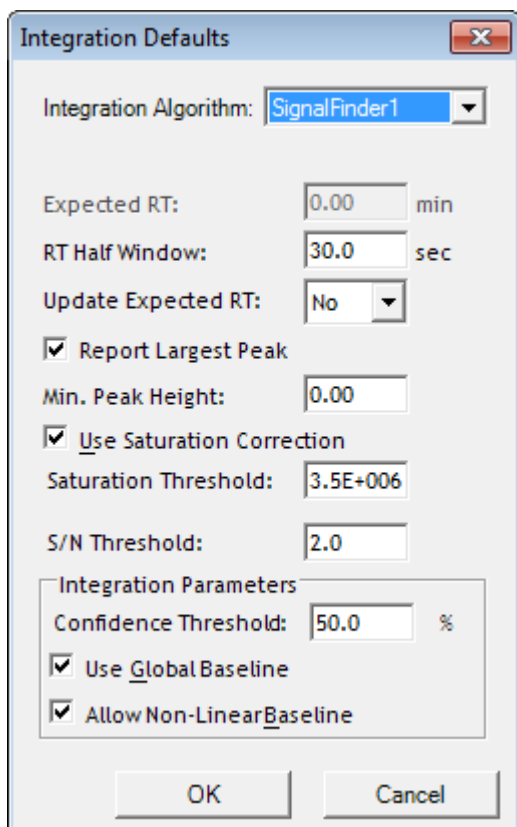 Integration Defaults
Integration Algorithm: SignalFinder1
Expected RT: 0.00 min
RT Half Window: 30.0 sec
Update Expected RT: No
Report Largest Peak
Min. Peak Height: 0.00
Use Saturation Correction
Saturation Threshold: 3.5E+006
S/N Threshold: 2.0
Integration Parameters
Confidence Threshold: 50.0 %
Use Global Baseline
Allow Non-Linear Baseline
OK Cancel